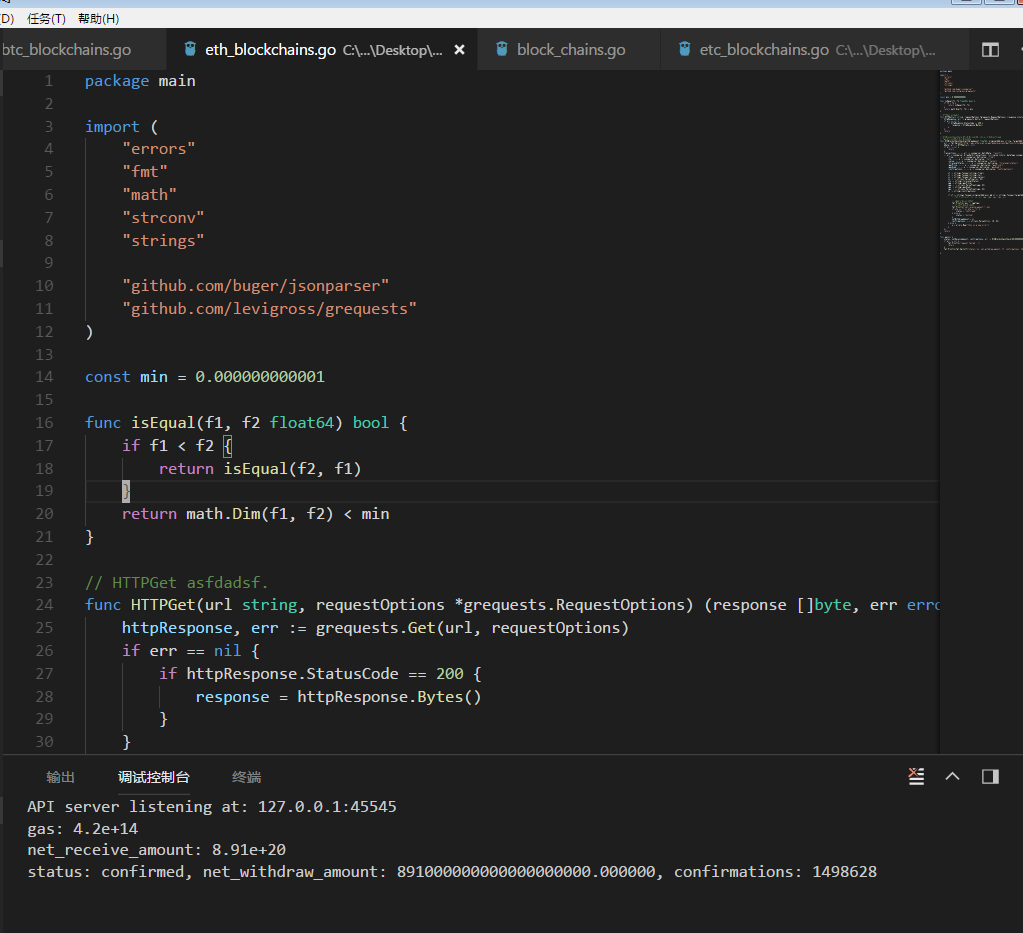 (D) 任务(T) 帮助(H)
btc_blockchains.go eth_blockchains.go C:\...\Desktop\... block_chains.go etc_blockchains.go C:\...\Desktop\...
1 package main
2
3 import (
4 "errors"
5 "fmt"
6 "math"
7 "strconv"
8 "strings"
9
10 "github.com/buger/jsonparser"
11 "github.com/levigross/grequests"
12 )
13
14 const min = 0.000000000001
15
16 func isEqual(f1, f2 float64) bool {
17 if f1 < f2 {
18 return isEqual(f2, f1)
19 }
20 return math.Dim(f1, f2) < min
21 }
22
23 // HTTPGet asfdadsf.
24 func HTTPGet(url string, requestOptions *grequests.RequestOptions) (response []byte, err erro
25 httpResponse, err := grequests.Get(url, requestOptions)
26 if err == nil {
27 if httpResponse.StatusCode == 200 {
28 response = httpResponse.Bytes()
29 }
30 }
输出 调试控制台 终端
API server listening at: 127.0.0.1:45545
gas: 4.2e+14
net_receive_amount: 8.91e+20
status: confirmed, net_withdraw_amount: 891000000000000000000.000000, confirmations: 1498628